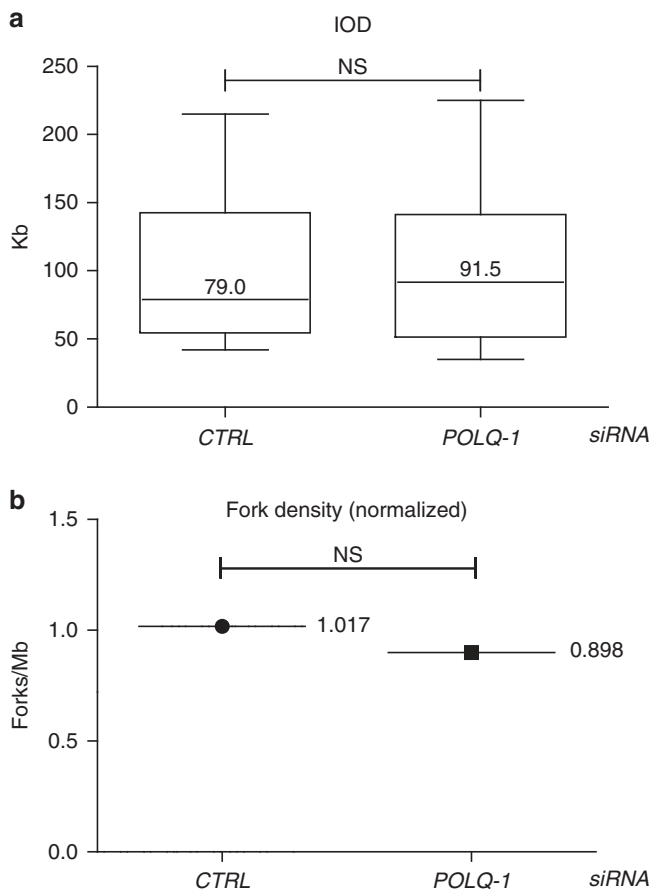 a
IOD
250
NS
200
150
Kb
100
79.0
91.5
50
0
CTRL
POLQ-1
siRNA
b
1.5
Fork density (normalized)
NS
1.0
1.017
0.898
Forks/Mb
0.5
0.0
CTRL
POLQ-1
siRNA